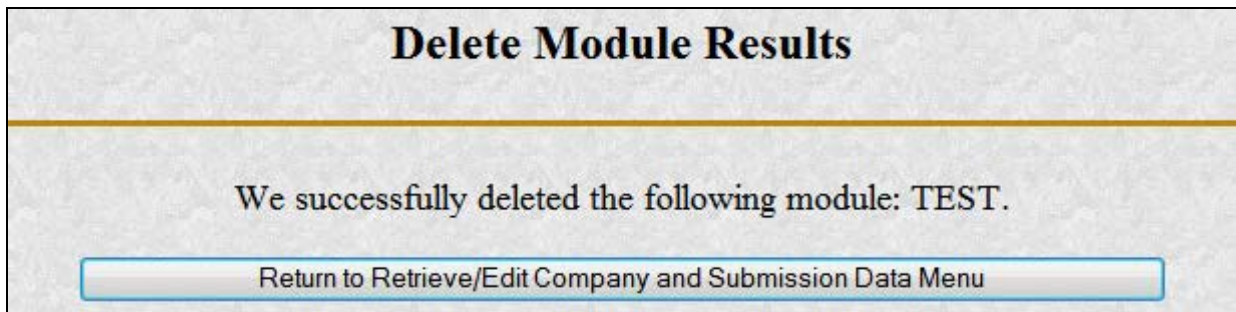 Delete Module Results
We successfully deleted the following module: TEST.
Return to Retrieve/Edit Company and Submission Data Menu